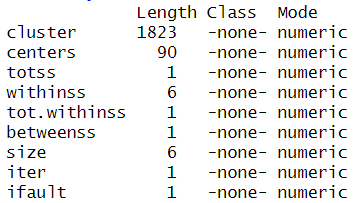 Length Class Mode
cluster 1823 -none- numeric
centers 90 -none- numeric
totss 1 -none- numeric
withinss 6 -none- numeric
tot.withinss 1 -none- numeric
betweenss 1 -none- numeric
size 6 -none- numeric
iter 1 -none- numeric
ifault 1 -none- numeric